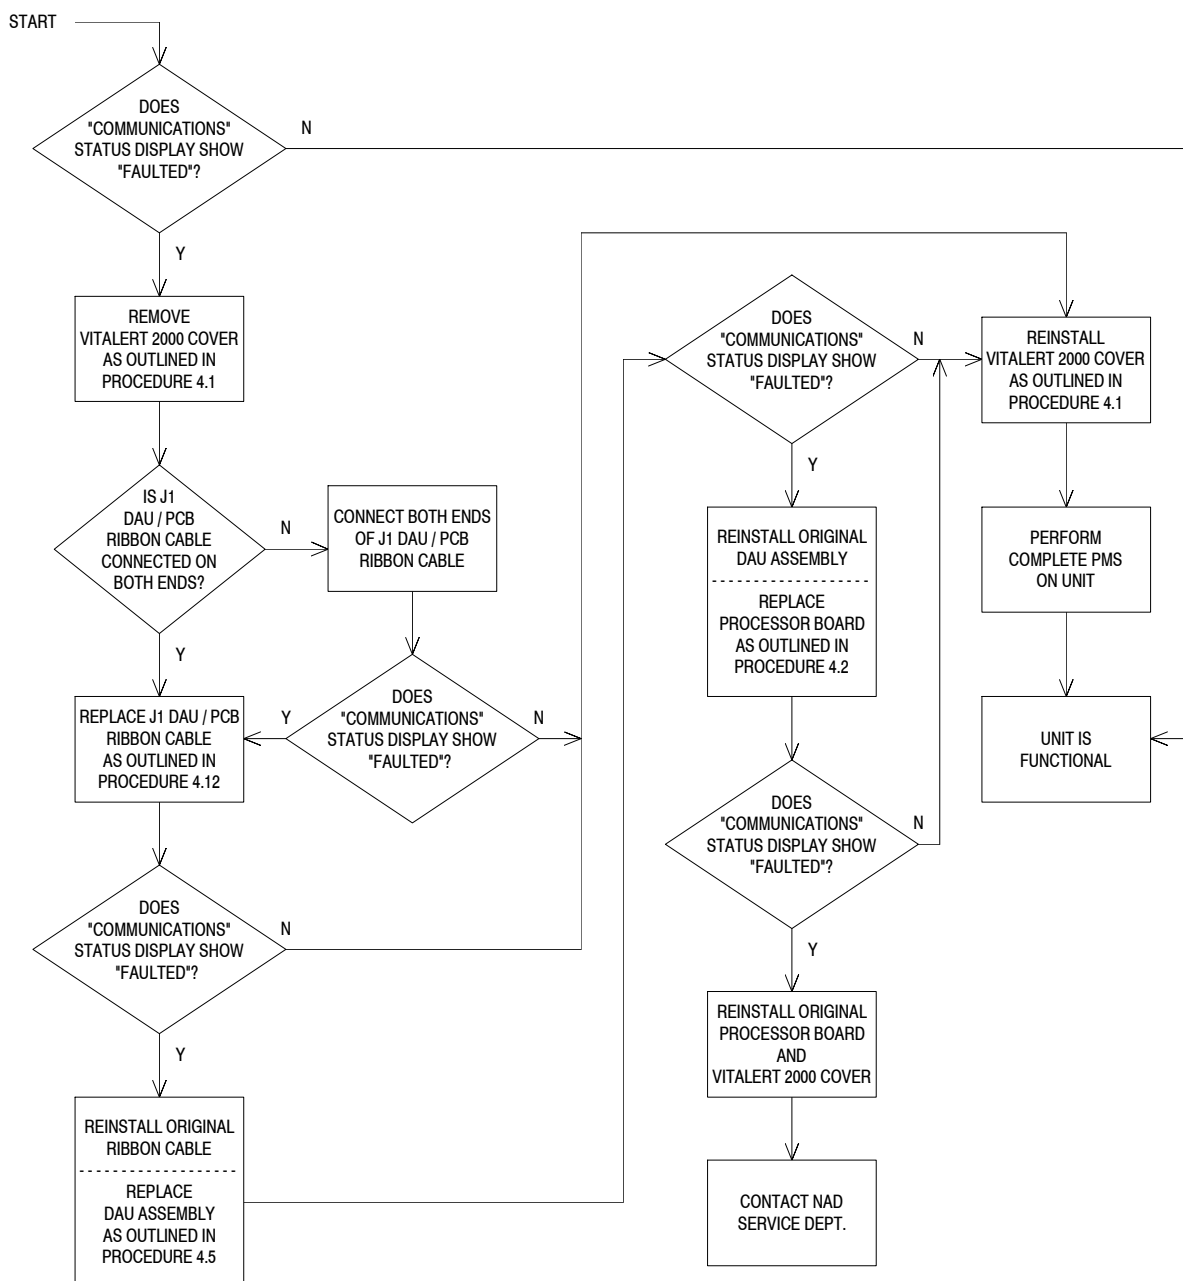 START
DOES
"COMMUNICATIONS"
STATUS DISPLAY SHOW
"FAULTED"?
N
Y
REMOVE
VITALERT 2000 COVER
AS OUTLINED IN
PROCEDURE 4.1
IS J1
DAU / PCB
RIBBON CABLE
CONNECTED ON
BOTH ENDS?
N
Y
CONNECT BOTH ENDS
OF J1 DAU / PCB
RIBBON CABLE
DOES
"COMMUNICATIONS"
STATUS DISPLAY SHOW
"FAULTED"?
Y
N
REPLACE J1 DAU / PCB
RIBBON CABLE
AS OUTLINED IN
PROCEDURE 4.12
DOES
"COMMUNICATIONS"
STATUS DISPLAY SHOW
"FAULTED"?
N
Y
REINSTALL ORIGINAL
RIBBON CABLE
REPLACE
DAU ASSEMBLY
AS OUTLINED IN
PROCEDURE 4.5
DOES
"COMMUNICATIONS"
STATUS DISPLAY SHOW
"FAULTED"?
N
Y
REINSTALL ORIGINAL
DAU ASSEMBLY
REPLACE
PROCESSOR BOARD
AS OUTLINED IN
PROCEDURE 4.2
DOES
"COMMUNICATIONS"
STATUS DISPLAY SHOW
"FAULTED"?
N
Y
REINSTALL ORIGINAL
PROCESSOR BOARD
AND
VITALERT 2000 COVER
CONTACT NAD
SERVICE DEPT.
REINSTALL
VITALERT 2000 COVER
AS OUTLINED IN
PROCEDURE 4.1
PERFORM
COMPLETE PMS
ON UNIT
UNIT IS
FUNCTIONAL